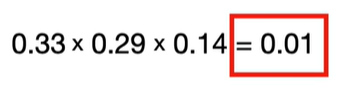 0.33 × 0.29 × 0.14 = 0.01